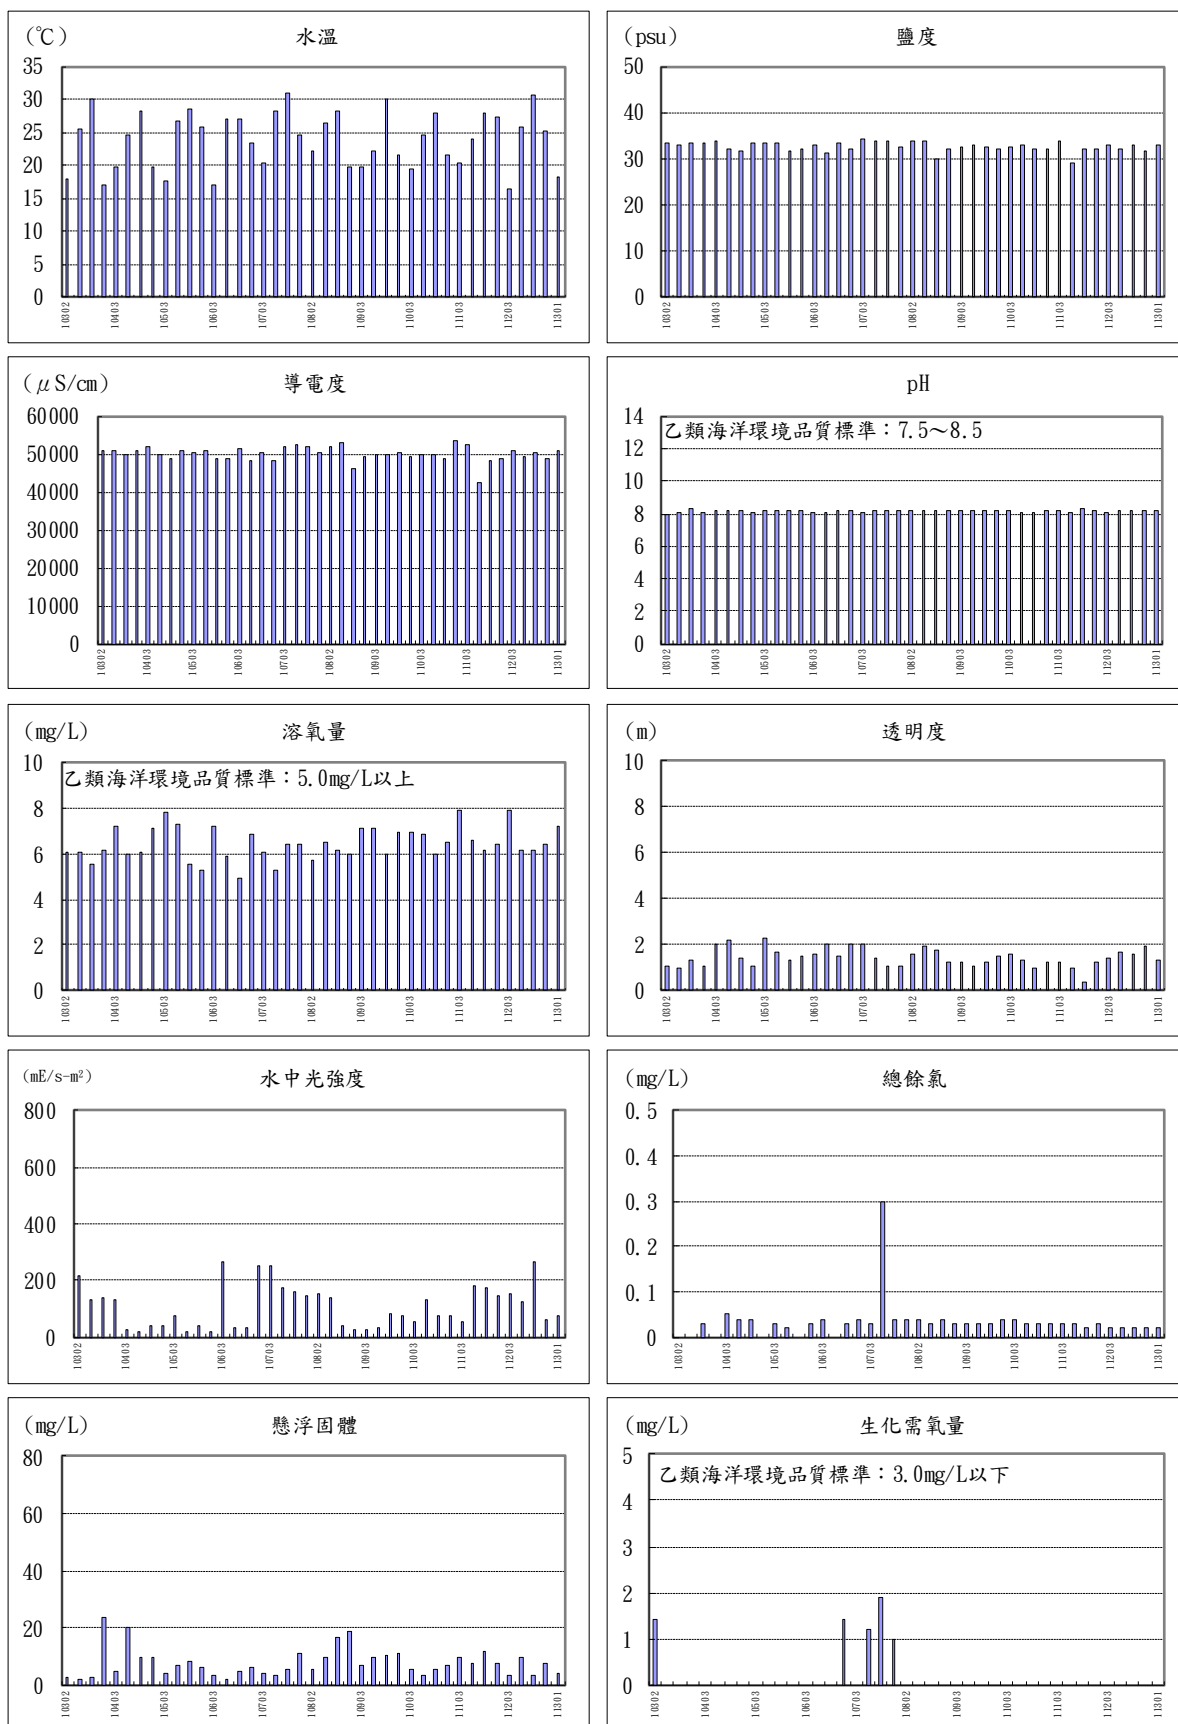 (℃) 水溫
35
30
25
20
15
10
5
0
10302 10403 10503 10603 10703 10802 10903 11003 11103 11203 11301
(psu) 鹽度
50
40
30
20
10
0
10302 10403 10503 10603 10703 10802 10903 11003 11103 11203 11301
(μS/cm) 導電度
60000
50000
40000
30000
20000
10000
0
10302 10403 10503 10603 10703 10802 10903 11003 11103 11203 11301
pH
乙類海洋環境品質標準：7.5～8.5
14
12
10
8
6
4
2
0
10302 10403 10503 10603 10703 10802 10903 11003 11103 11203 11301
(mg/L) 溶氧量
乙類海洋環境品質標準：5.0mg/L以上
10
8
6
4
2
0
10302 10403 10503 10603 10703 10802 10903 11003 11103 11203 11301
(m) 透明度
10
8
6
4
2
0
10302 10403 10503 10603 10703 10802 10903 11003 11103 11203 11301
(mE/s-m²) 水中光強度
800
600
400
200
0
10302 10403 10503 10603 10703 10802 10903 11003 11103 11203 11301
(mg/L) 總餘氯
0.5
0.4
0.3
0.2
0.1
0
10302 10403 10503 10603 10703 10802 10903 11003 11103 11203 11301
(mg/L) 懸浮固體
80
60
40
20
0
10302 10403 10503 10603 10703 10802 10903 11003 11103 11203 11301
(mg/L) 生化需氧量
乙類海洋環境品質標準：3.0mg/L以下
5
4
3
2
1
0
10302 10403 10503 10603 10703 10802 10903 11003 11103 11203 11301